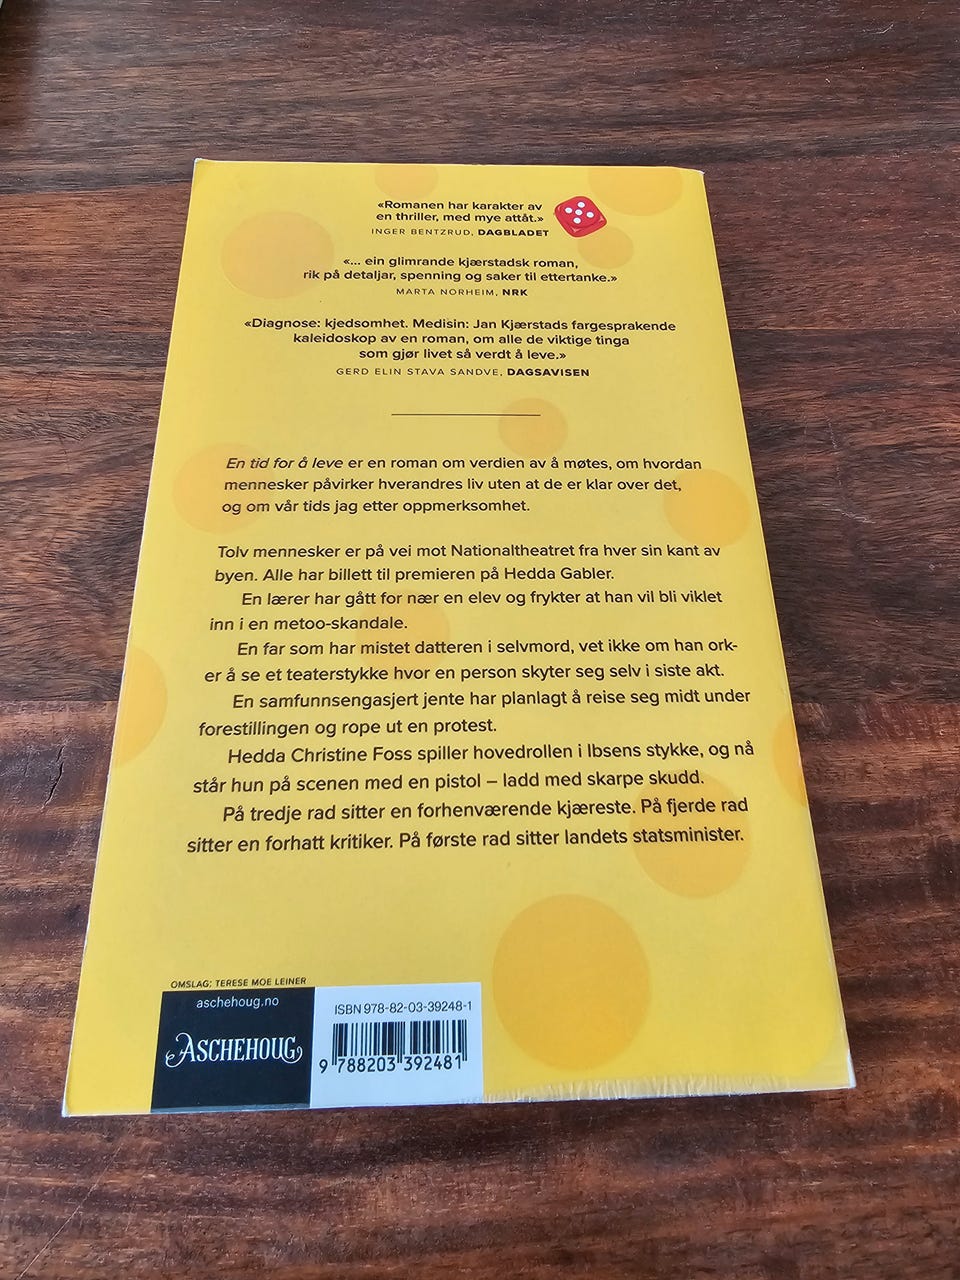 «Romanen har karakter av
en thriller, med mye attåt.»
INGER BENTZRUD, DAGBLADET
«... ein glimrande kjærstadsk roman,
rik på detaljar, spenning og saker til ettertanke.»
MARTA NORHEIM, NRK
«Diagnose: kjedsomhet. Medisin: Jan Kjærstads fargesprakende
kaleidoskop av en roman, om alle de viktige tinga
som gjør livet så verdt å leve.»
GERD ELIN STAVA SANDVE, DAGSAVISEN
En tid for å leve er en roman om verdien av å møtes, om hvordan
mennesker påvirker hverandres liv uten at de er klar over det,
og om vår tids jag etter oppmerksomhet.
Tolv mennesker er på vei mot Nationaltheatret fra hver sin kant av
byen. Alle har billett til premieren på Hedda Gabler.
En lærer har gått for nær en elev og frykter at han vil bli viklet
inn i en metoo-skandale.
En far som har mistet datteren i selvmord, vet ikke om han ork-
er å se et teaterstykke hvor en person skyter seg selv i siste akt.
En samfunnsengasjert jente har planlagt å reise seg midt under
forestillingen og rope ut en protest.
Hedda Christine Foss spiller hovedrollen i Ibsens stykke, og nå
står hun på scenen med en pistol – ladd med skarpe skudd.
På tredje rad sitter en forhenværende kjæreste. På fjerde rad
sitter en forhatt kritiker. På første rad sitter landets statsminister.
OMSLAG: TERESE MOE LEINER
aschehoug.no
ASCHEHOUG
ISBN 978-82-03-39248-1
9 788203 392481